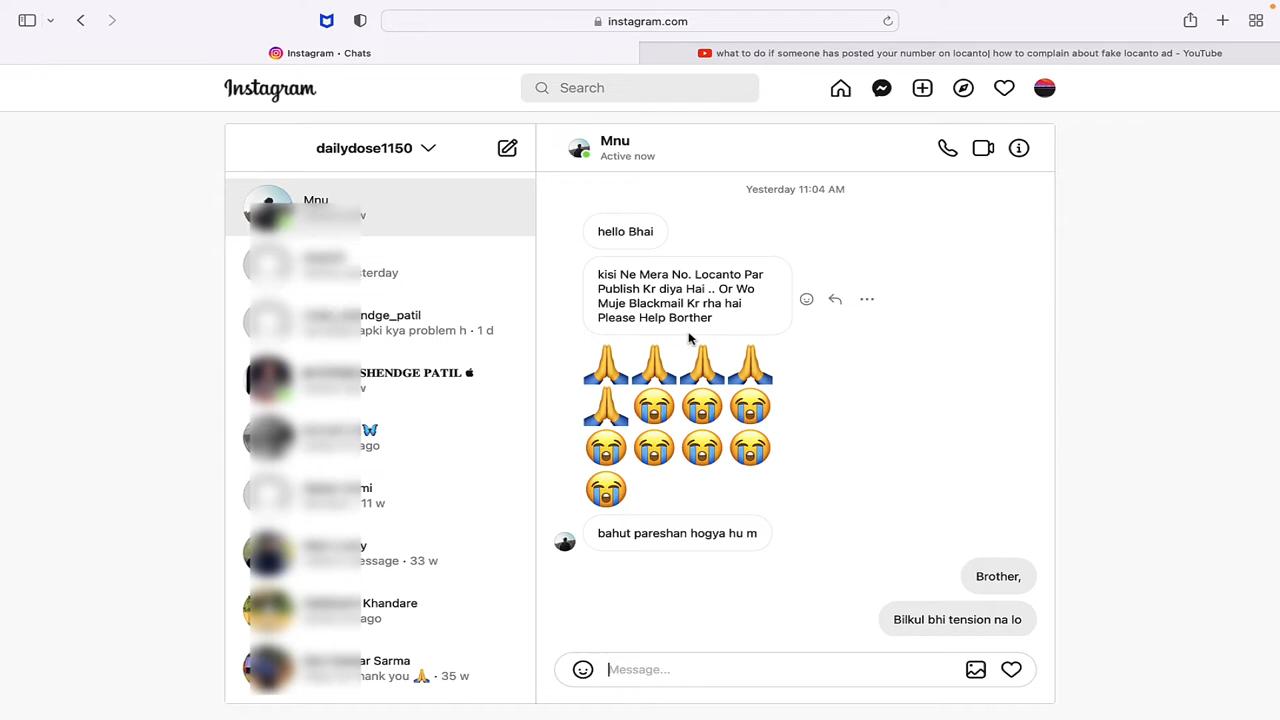 instagram.com
Instagram • Chats
what to do if someone has posted your number on locanto| how to complain about fake locanto ad - YouTube
Instagram
Search
dailydose1150
Mnu
Active now
Mnu
Yesterday 11:04 AM
hello Bhai
kisi Ne Mera No. Locanto Par
Publish Kr diya Hai .. Or Wo
Muje Blackmail Kr rha hai
Please Help Borther
🙏🙏🙏🙏
🙏😭😭😭
😭😭😭😭
😭
bahut pareshan hogya hu m
Brother,
Bilkul bhi tension na lo
Message...
yesterday
ndge_patil
apki kya problem h • 1 d
SHENDGE PATIL
🦋
ago
mi
• 11 w
message • 33 w
Khandare
ago
ar Sarma
hank you 🙏 • 35 w